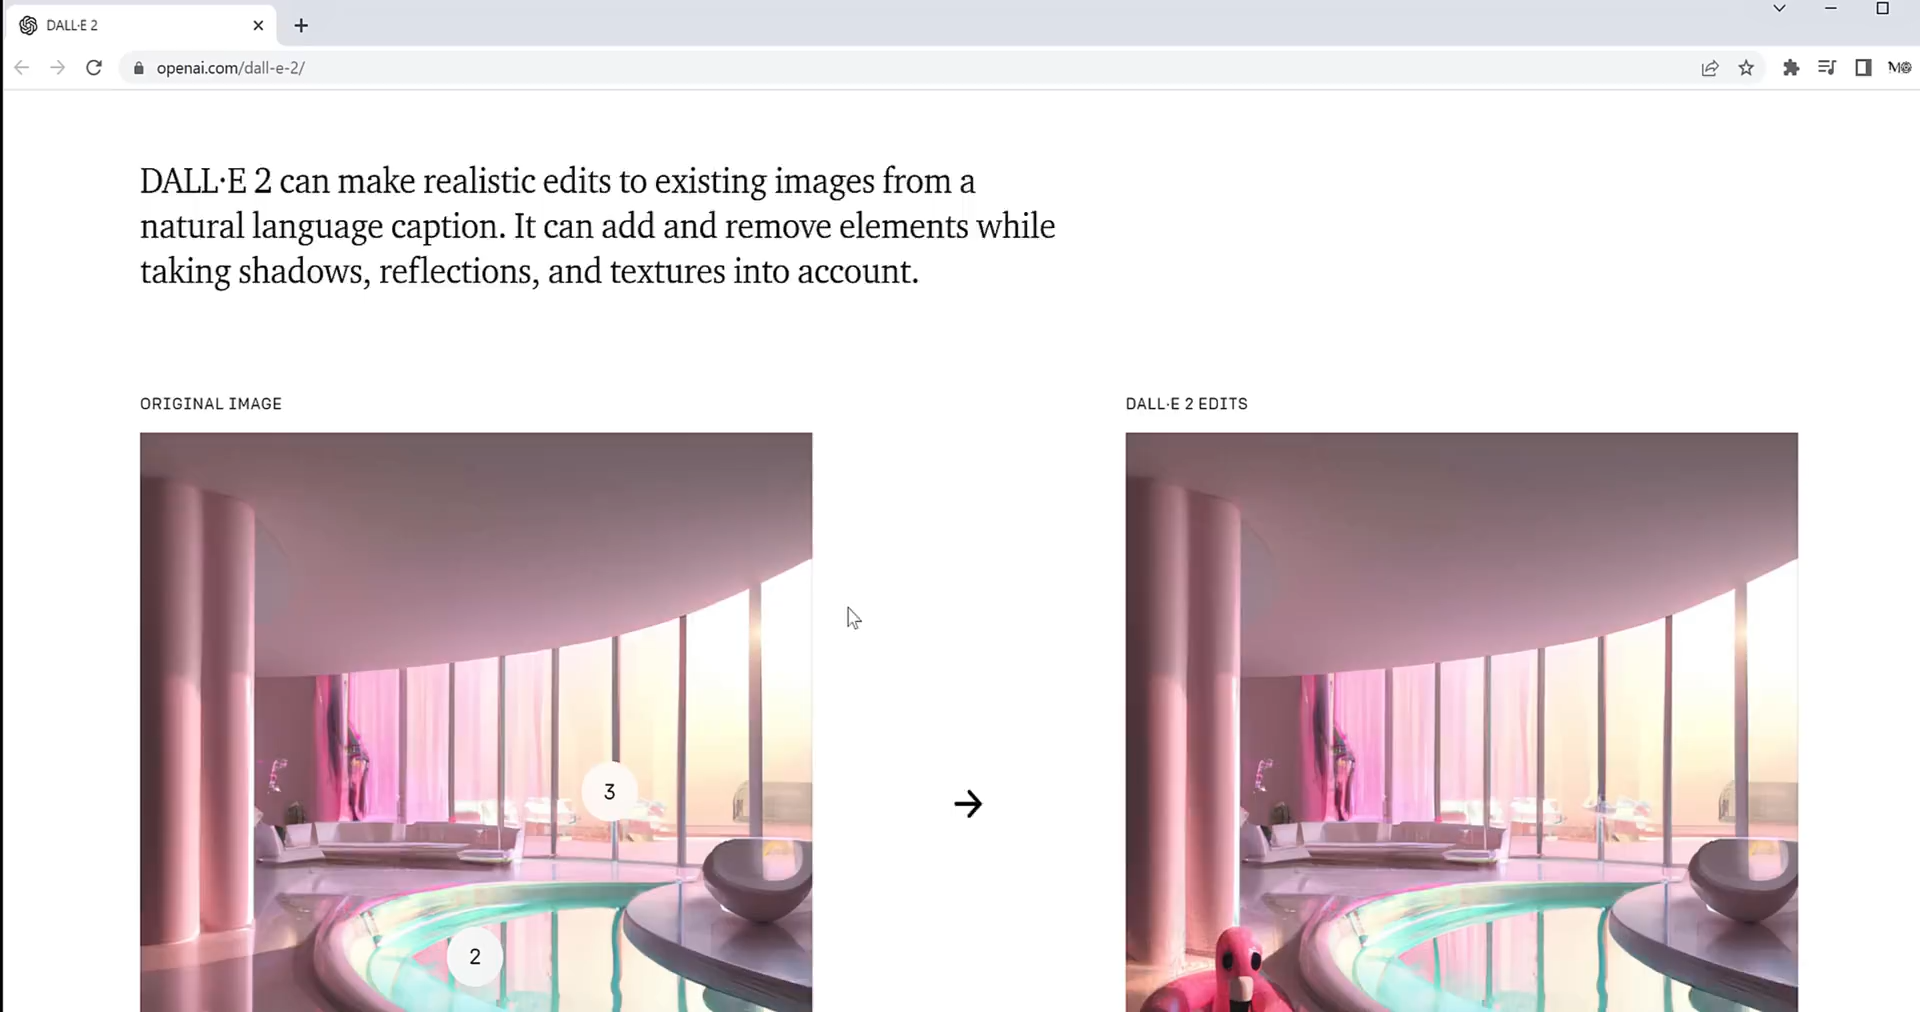 DALL·E 2
openai.com/dall-e-2/
DALL·E 2 can make realistic edits to existing images from a
natural language caption. It can add and remove elements while
taking shadows, reflections, and textures into account.
ORIGINAL IMAGE
DALL·E 2 EDITS
3
2